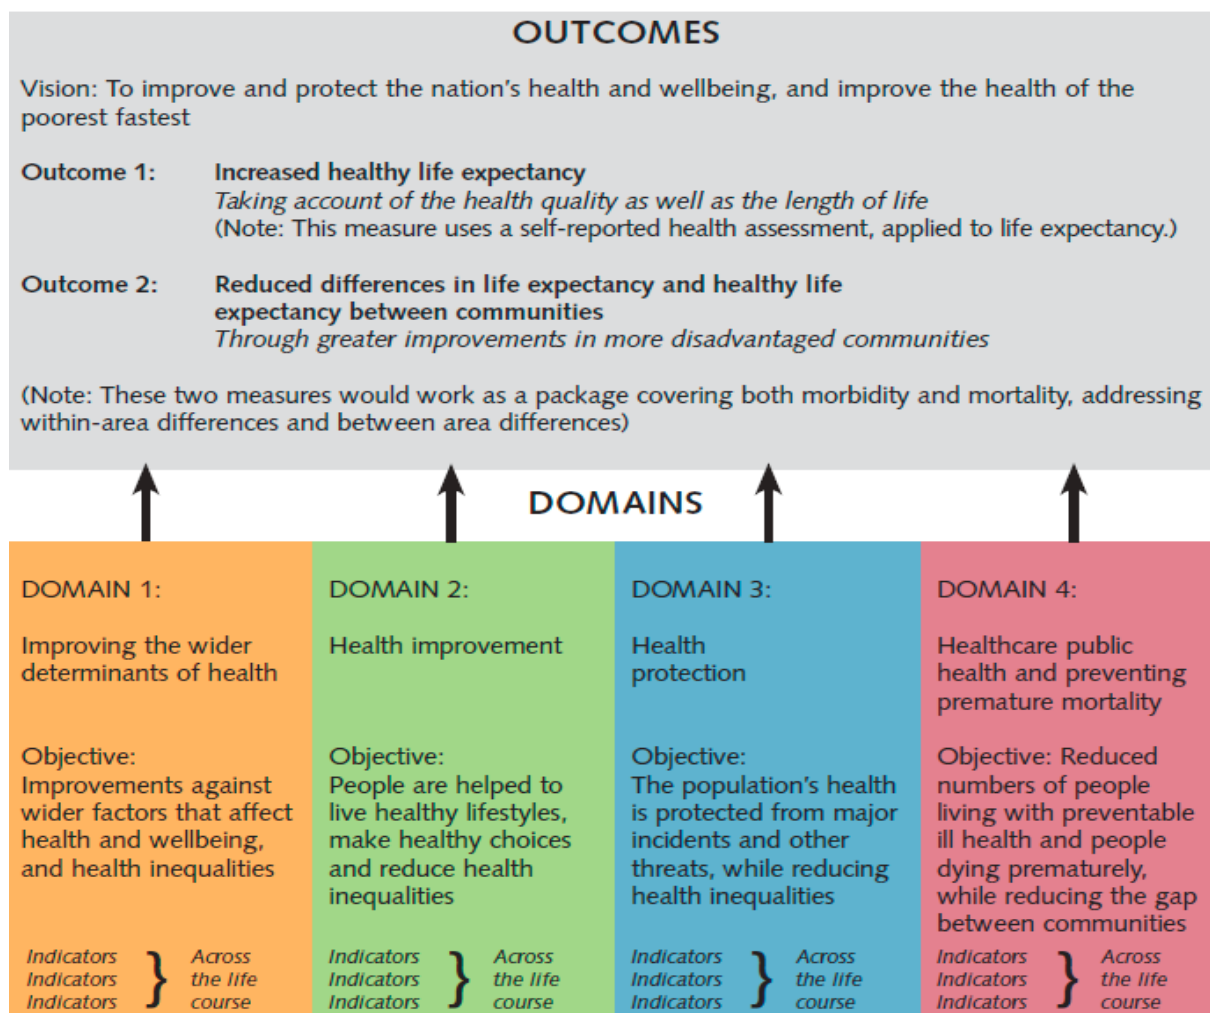 OUTCOMES
Vision: To improve and protect the nation’s health and wellbeing, and improve the health of the
poorest fastest
Outcome 1: Increased healthy life expectancy
Taking account of the health quality as well as the length of life
(Note: This measure uses a self-reported health assessment, applied to life expectancy.)
Outcome 2: Reduced differences in life expectancy and healthy life
expectancy between communities
Through greater improvements in more disadvantaged communities
(Note: These two measures would work as a package covering both morbidity and mortality, addressing
within-area differences and between area differences)
DOMAINS
DOMAIN 1:
Improving the wider
determinants of health
Objective:
Improvements against
wider factors that affect
health and wellbeing,
and health inequalities
Indicators
Indicators
Indicators
} Across
the life
course
DOMAIN 2:
Health improvement
Objective:
People are helped to
live healthy lifestyles,
make healthy choices
and reduce health
inequalities
Indicators
Indicators
Indicators
} Across
the life
course
DOMAIN 3:
Health
protection
Objective:
The population’s health
is protected from major
incidents and other
threats, while reducing
health inequalities
Indicators
Indicators
Indicators
} Across
the life
course
DOMAIN 4:
Healthcare public
health and preventing
premature mortality
Objective: Reduced
numbers of people
living with preventable
ill health and people
dying prematurely,
while reducing the gap
between communities
Indicators
Indicators
Indicators
} Across
the life
course